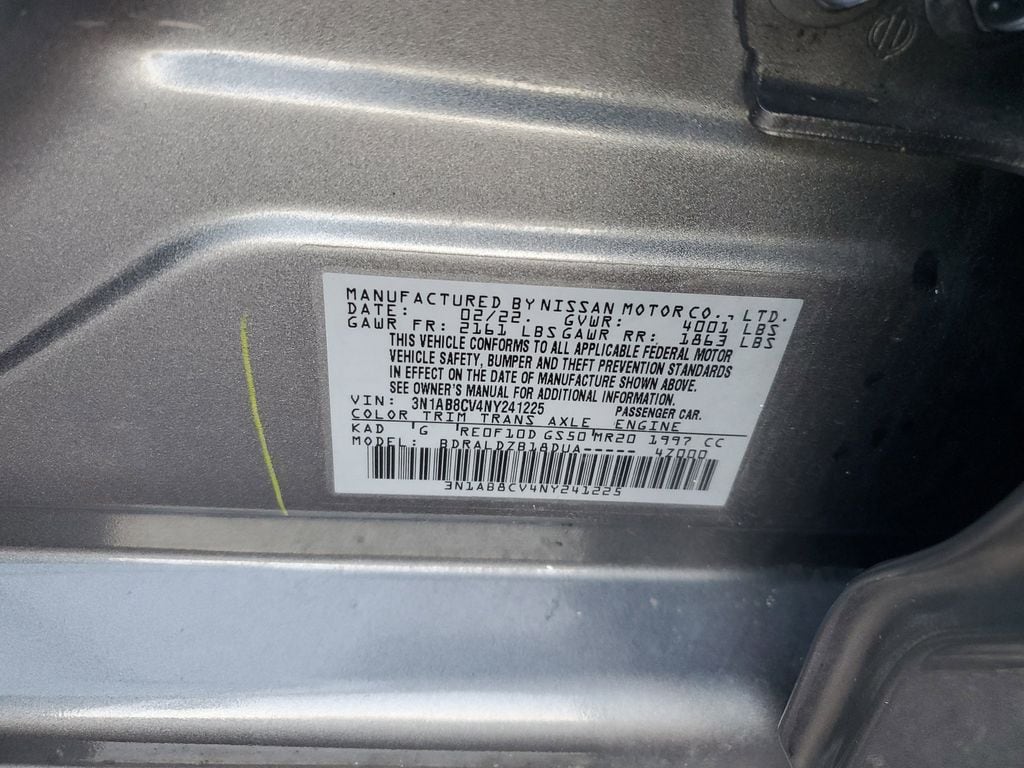 MANUFACTURED BY NISSAN MOTOR CO., LTD.
DATE: 02/22. GVWR: 4001 LBS
GAWR FR: 2161 LBS GAWR RR: 1863 LBS
THIS VEHICLE CONFORMS TO ALL APPLICABLE FEDERAL MOTOR
VEHICLE SAFETY, BUMPER AND THEFT PREVENTION STANDARDS
IN EFFECT ON THE DATE OF MANUFACTURE SHOWN ABOVE.
SEE OWNER'S MANUAL FOR ADDITIONAL INFORMATION.
VIN: 3N1AB8CV4NY241225 PASSENGER CAR.
COLOR TRIM TRANS AXLE ENGINE
KAD G RE0F10D GS50 MR20 1997 CC
MODEL: BDRALDZB18DUA----- 47000
3N1AB8CV4NY241225